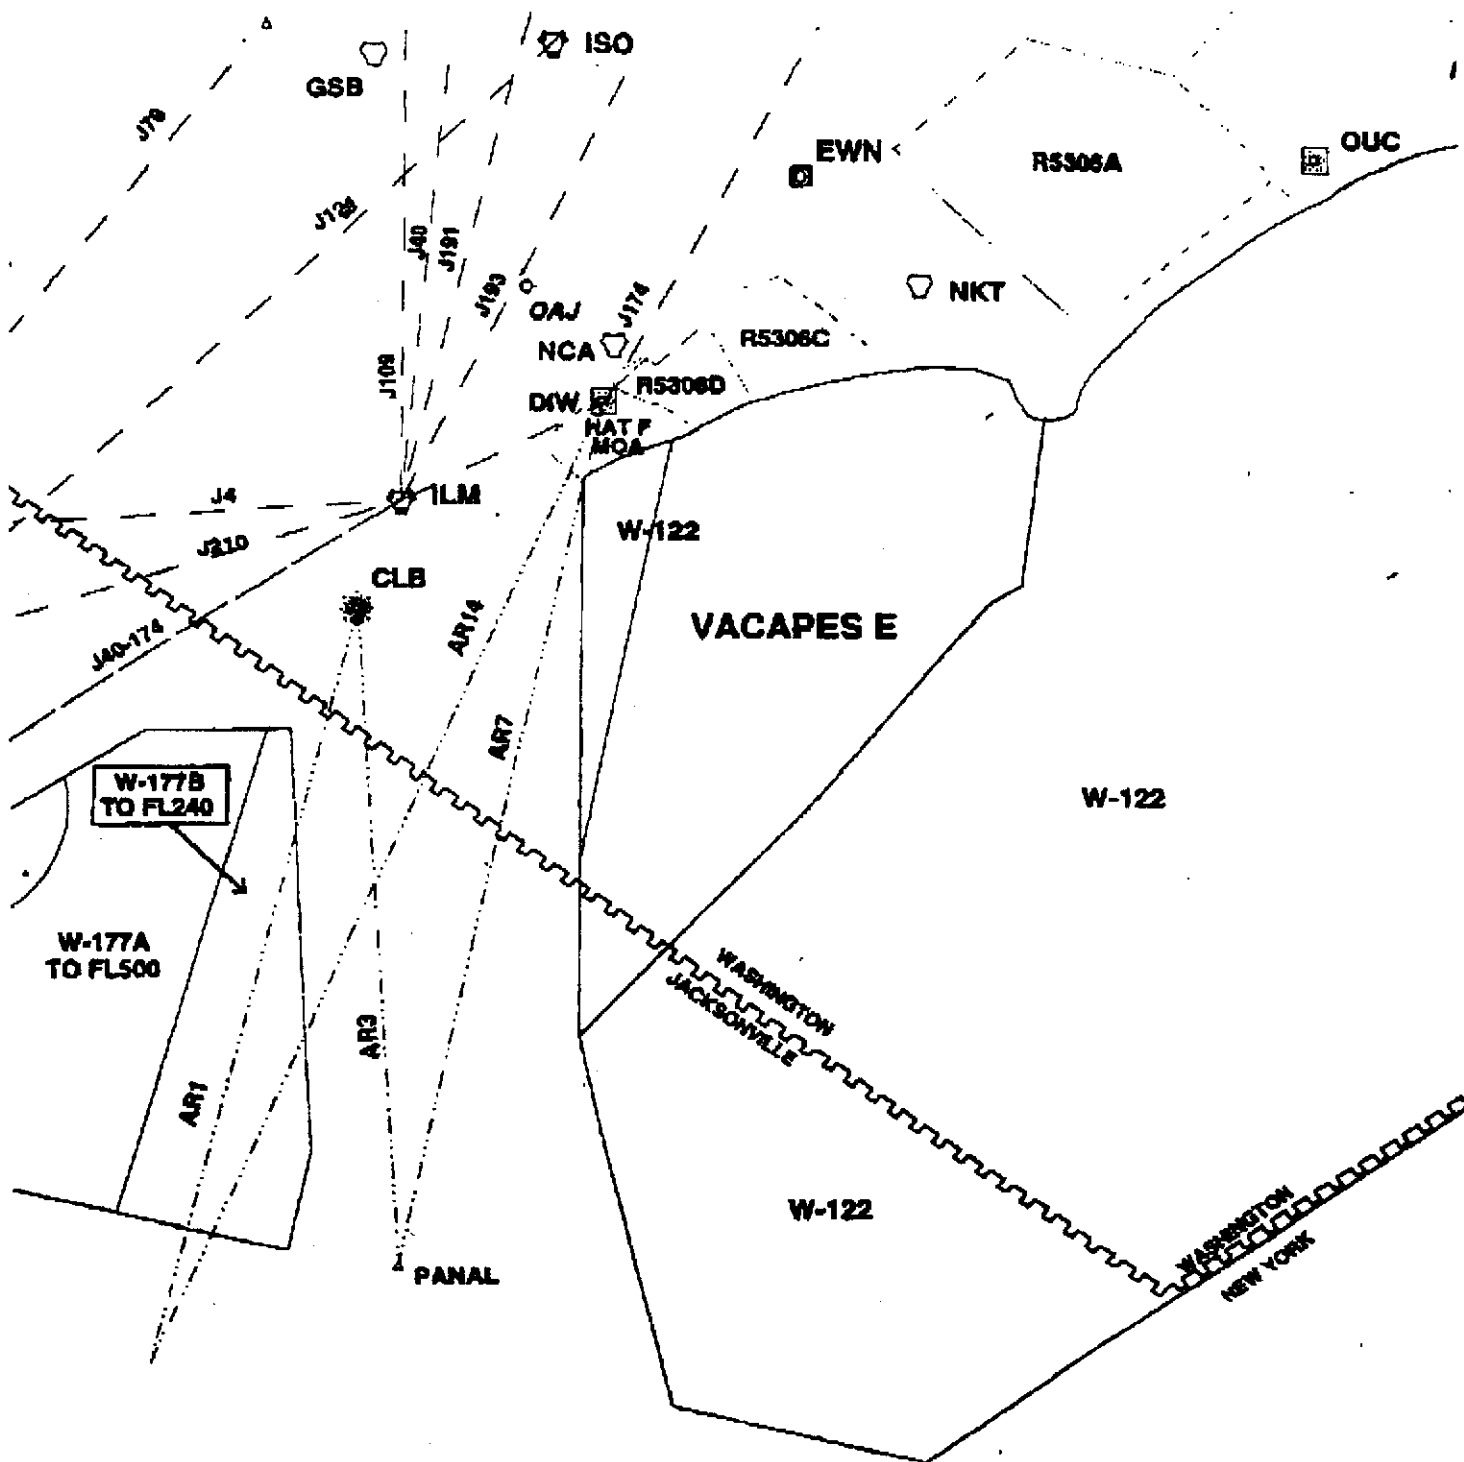 ISO
GSB
J79
EWN
OUC
R5306A
J121
J40
J191
J193
OAJ
J174
NKT
NCA
R5306C
J109
R5306D
DIW
HAT F
MOA
J4
ILM
W-122
J210
CLB
AR14
VACAPES E
J40-174
AR7
W-177B
TO FL240
W-122
W-177A
TO FL500
WASHINGTON
JACKSONVILLE
AR3
AR1
W-122
WASHINGTON
NEW YORK
PANAL